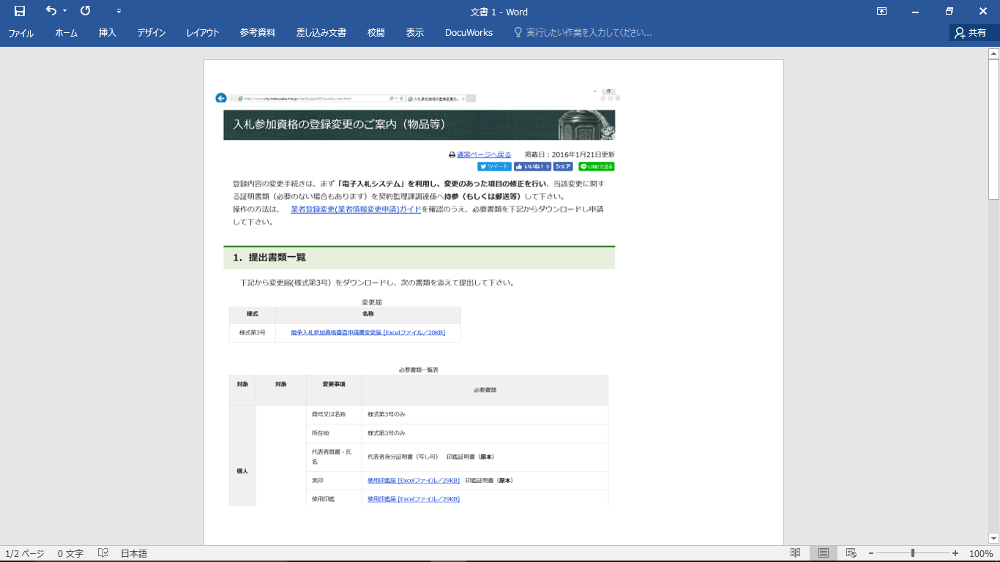 文書 1 - Word
ファイル ホーム 挿入 デザイン レイアウト 参考資料 差し込み文書 校閲 表示 DocuWorks 実行したい作業を入力してください... 共有
入札参加資格の登録変更の...
入札参加資格の登録変更のご案内（物品等）
通常ページへ戻る 掲載日：2016年1月21日更新
ツイート いいね！ 0 シェア LINEで送る
登録内容の変更手続きは、まず「電子入札システム」を利用し、変更のあった項目の修正を行い、当該変更に関す
る証明書類（必要のない場合もあります）を契約監理課調達係へ持参（もしくは郵送等）して下さい。
操作の方法は、 業者登録変更(業者情報変更申請)ガイドを確認のうえ、必要書類を下記からダウンロードし申請
して下さい。
1．提出書類一覧
下記から変更届(様式第3号）をダウンロードし、次の書類を添えて提出して下さい。
変更届
様式 名称
様式第3号 競争入札参加資格審査申請書変更届 [Excelファイル／20KB]
必要書類一覧表
対象 対象 変更事項 必要書類
商号又は名称 様式第3号のみ
所在地 様式第3号のみ
代表者肩書・氏
名 代表者身分証明書（写し可） 印鑑証明書（原本）
個人
実印 使用印鑑届 [Excelファイル／29KB] 印鑑証明書（原本）
使用印鑑 使用印鑑届 [Excelファイル／29KB]
1/2 ページ 0 文字 日本語 100%